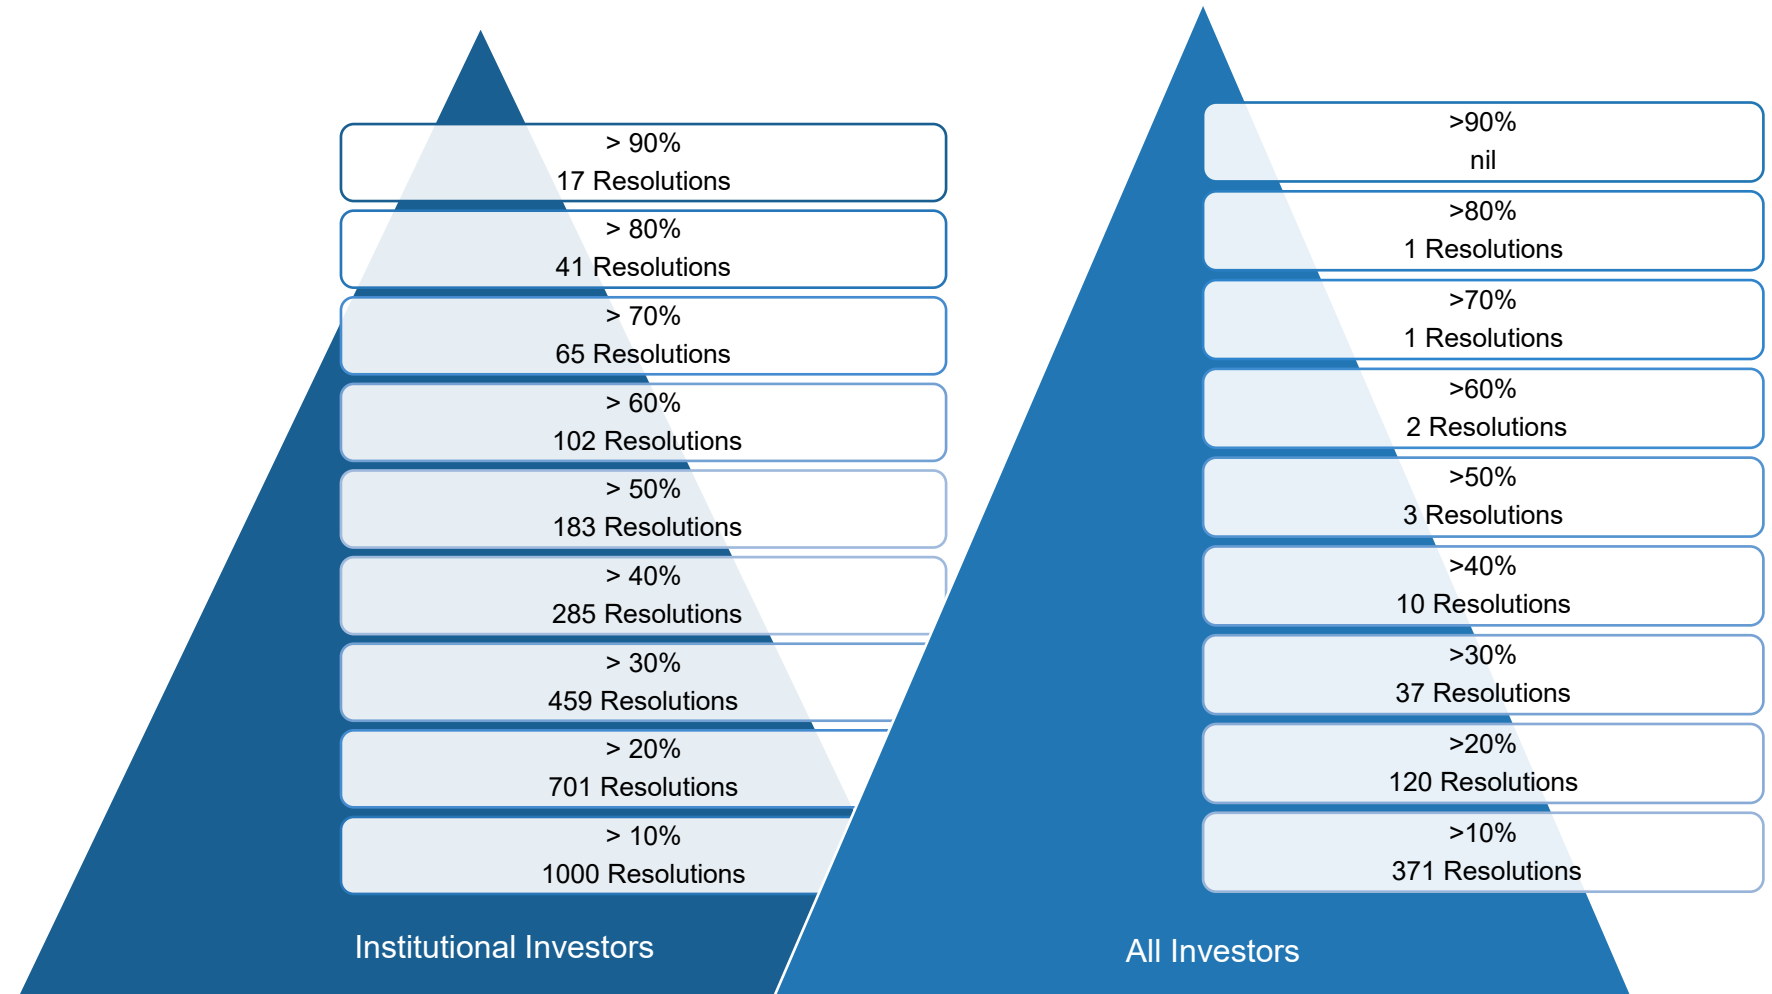 > 90%
17 Resolutions
> 80%
41 Resolutions
> 70%
65 Resolutions
> 60%
102 Resolutions
> 50%
183 Resolutions
> 40%
285 Resolutions
> 30%
459 Resolutions
> 20%
701 Resolutions
> 10%
1000 Resolutions
Institutional Investors
>90%
nil
>80%
1 Resolutions
>70%
1 Resolutions
>60%
2 Resolutions
>50%
3 Resolutions
>40%
10 Resolutions
>30%
37 Resolutions
>20%
120 Resolutions
>10%
371 Resolutions
All Investors